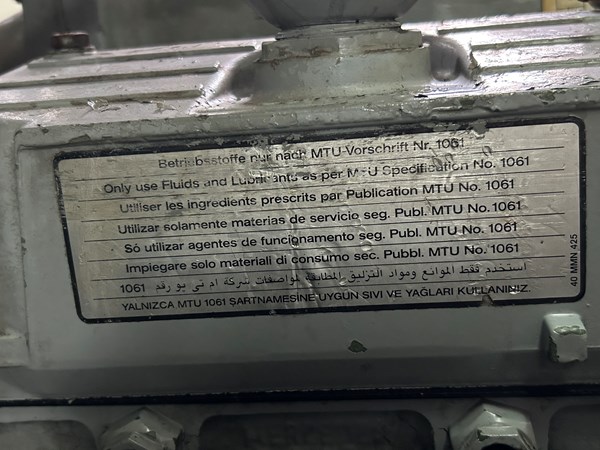 Betriebsstoffe nur nach MTU-Vorschrift Nr. 1061
Only use Fluids and Lubricants as per MTU Specification No. 1061
Utiliser les ingredients prescrits par Publication MTU No. 1061
Utilizar solamente materias de servicio seg. Publ. MTU No. 1061
Só utilizar agentes de funcionamento seg. Publ. MTU No. 1061
Impiegare solo materiali di consumo sec. Pubbl. MTU No. 1061
استخدم فقط الموانع ومواد التزليق المطابقة لمواصفات شركة ام تي يو رقم 1061
YALNIZCA MTU 1061 ŞARTNAMESİNE UYGUN SIVI VE YAĞLARI KULLANINIZ.
40 MMN 425